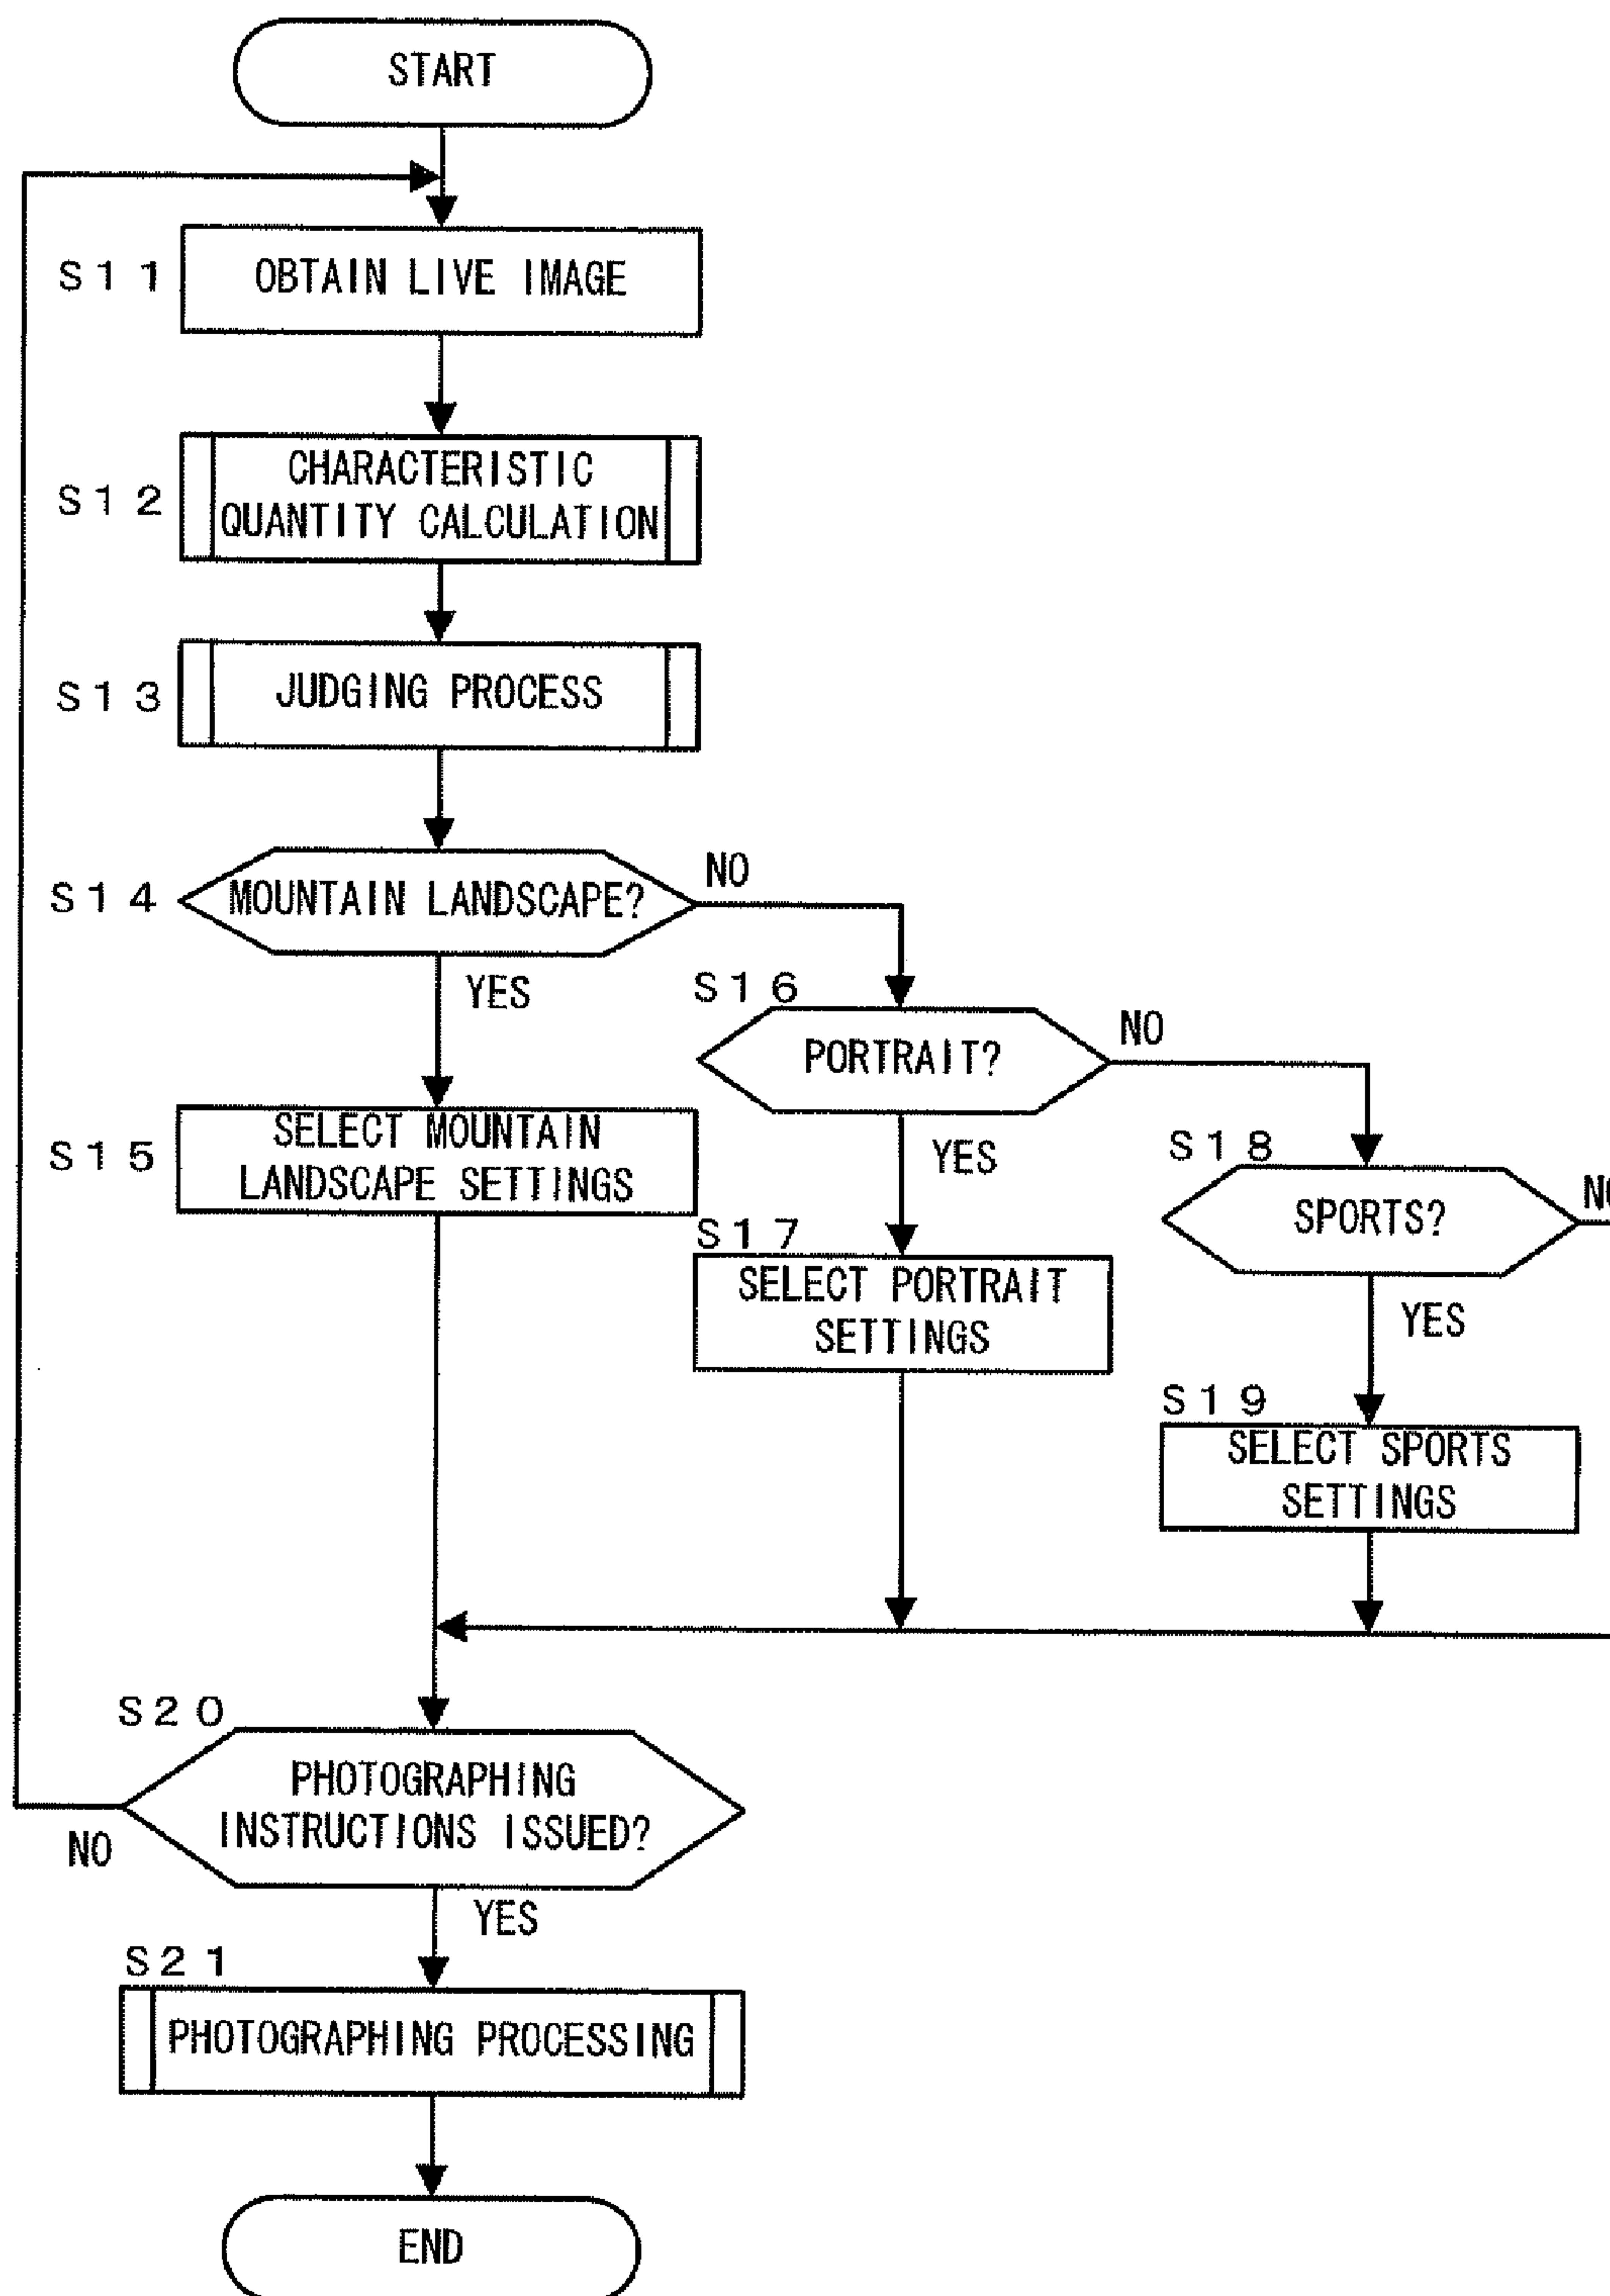 START
S11
OBTAIN LIVE IMAGE
S12
CHARACTERISTIC
QUANTITY CALCULATION
S13
JUDGING PROCESS
S14
MOUNTAIN LANDSCAPE?
NO
YES
S16
PORTRAIT?
NO
YES
S15
SELECT MOUNTAIN
LANDSCAPE SETTINGS
S18
SPORTS?
YES
S17
SELECT PORTRAIT
SETTINGS
S19
SELECT SPORTS
SETTINGS
S20
PHOTOGRAPHING
INSTRUCTIONS ISSUED?
NO
YES
S21
PHOTOGRAPHING PROCESSING
END